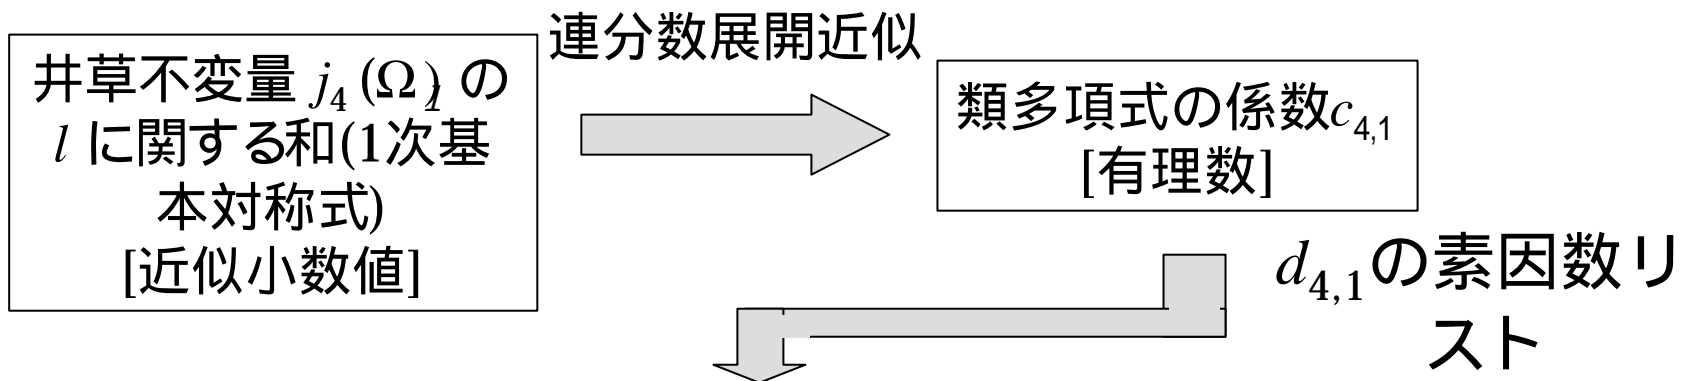 連分数展開近似
井草不変量 j4 (Ω)l の
l に関する和(1次基
本対称式)
[近似小数値]
類多項式の係数c4,1
[有理数]
d4,1の素因数リ
スト